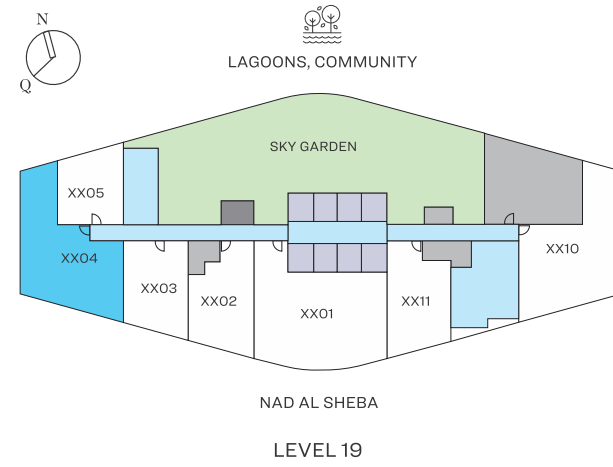 N
Q
LAGOONS, COMMUNITY
SKY GARDEN
XX05
XX04
XX03
XX02
XX01
XX11
XX10
NAD AL SHEBA
LEVEL 19